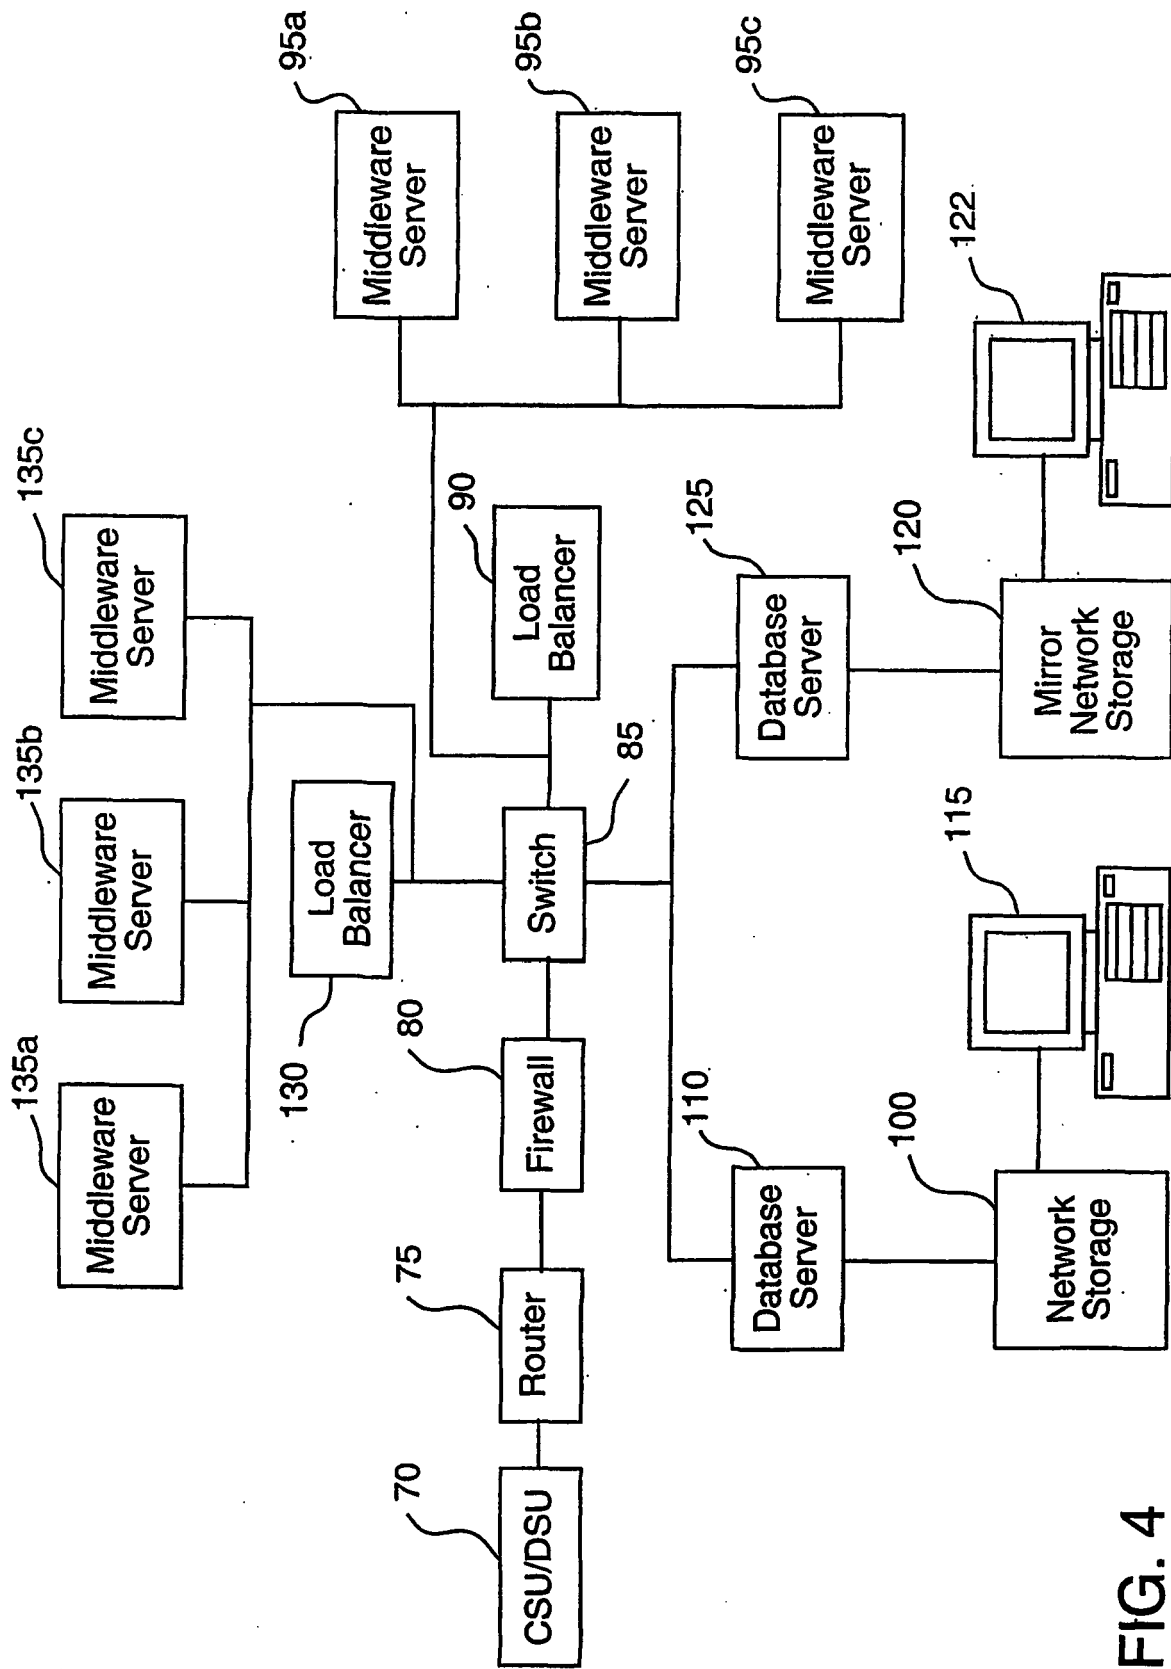 135a
Middleware
Server
135b
Middleware
Server
135c
Middleware
Server
95a
Middleware
Server
95b
Middleware
Server
95c
Middleware
Server
130
Load
Balancer
90
Load
Balancer
70
CSU/DSU
75
Router
80
Firewall
85
Switch
110
Database
Server
125
Database
Server
100
Network
Storage
115
120
Mirror
Network
Storage
122
FIG. 4